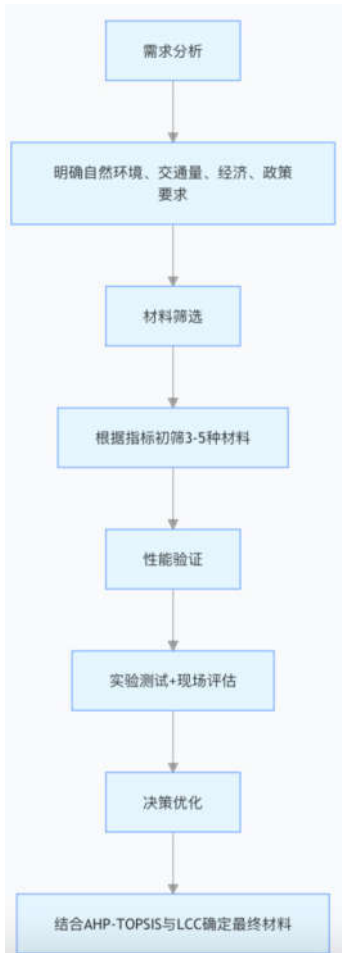 需求分析
明确自然环境、交通量、经济、政策
要求
材料筛选
根据指标初筛3-5种材料
性能验证
实验测试+现场评估
决策优化
结合AHP-TOPSIS与LCC确定最终材料